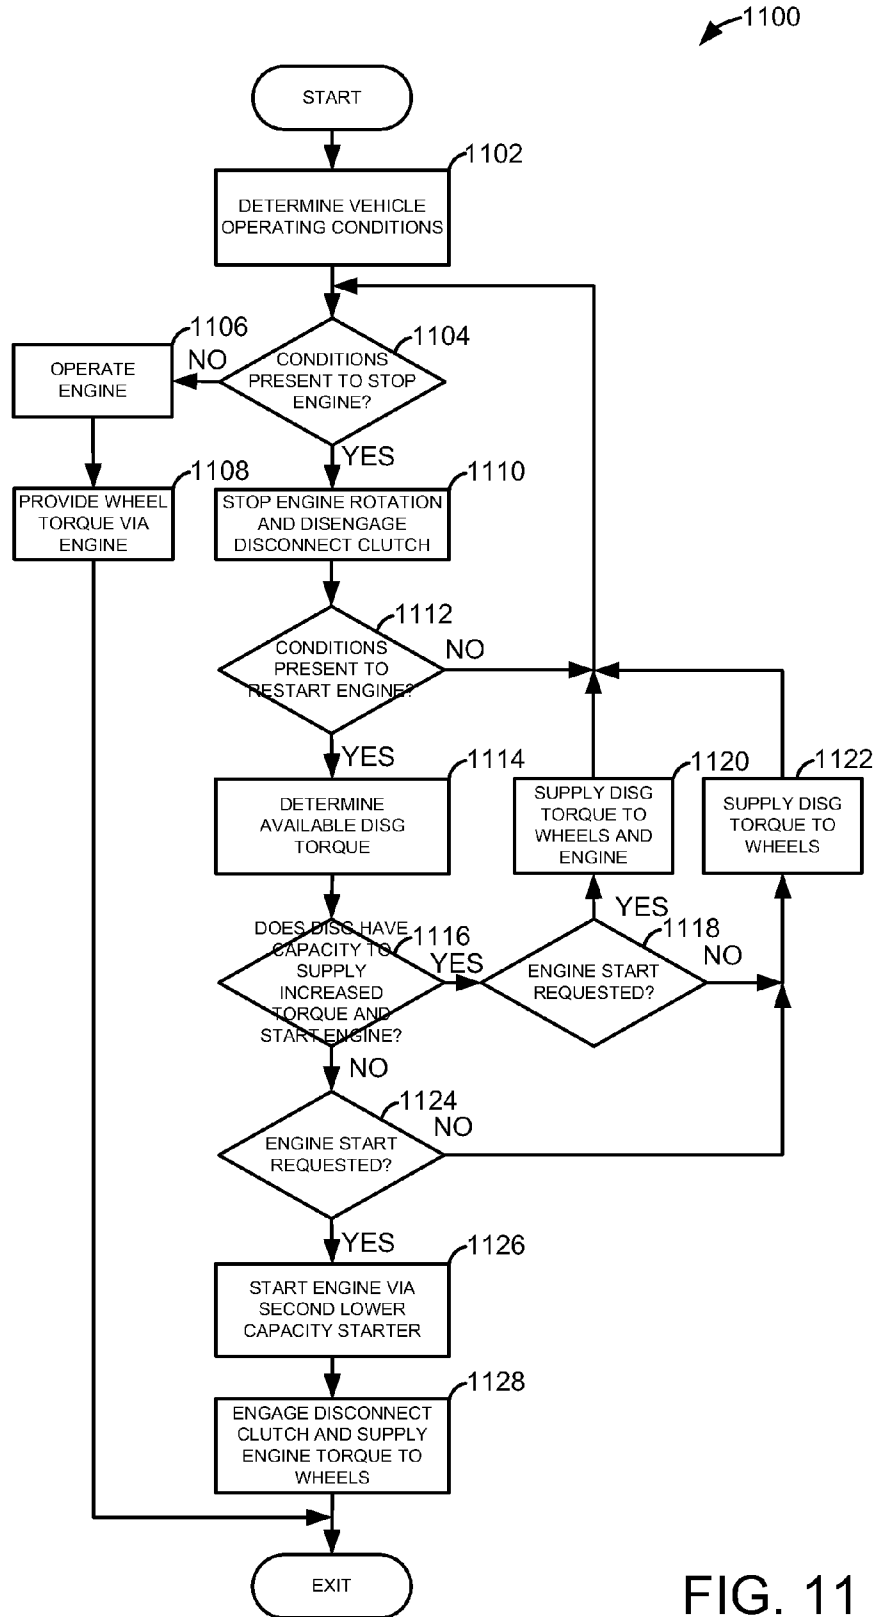 1100
START
1102
DETERMINE VEHICLE
OPERATING CONDITIONS
1106
OPERATE
ENGINE
NO
1104
CONDITIONS
PRESENT TO STOP
ENGINE?
YES
1108
PROVIDE WHEEL
TORQUE VIA
ENGINE
1110
STOP ENGINE ROTATION
AND DISENGAGE
DISCONNECT CLUTCH
1112
CONDITIONS
PRESENT TO
RESTART ENGINE?
NO
YES
1114
DETERMINE
AVAILABLE DISG
TORQUE
1120
SUPPLY DISG
TORQUE TO
WHEELS AND
ENGINE
1122
SUPPLY DISG
TORQUE TO
WHEELS
1116
DOES DISG HAVE
CAPACITY TO
SUPPLY
INCREASED
TORQUE AND
START ENGINE?
YES
YES
1118
ENGINE START
REQUESTED?
NO
NO
1124
ENGINE START
REQUESTED?
NO
YES
1126
START ENGINE VIA
SECOND LOWER
CAPACITY STARTER
1128
ENGAGE DISCONNECT
CLUTCH AND SUPPLY
ENGINE TORQUE TO
WHEELS
EXIT
FIG. 11